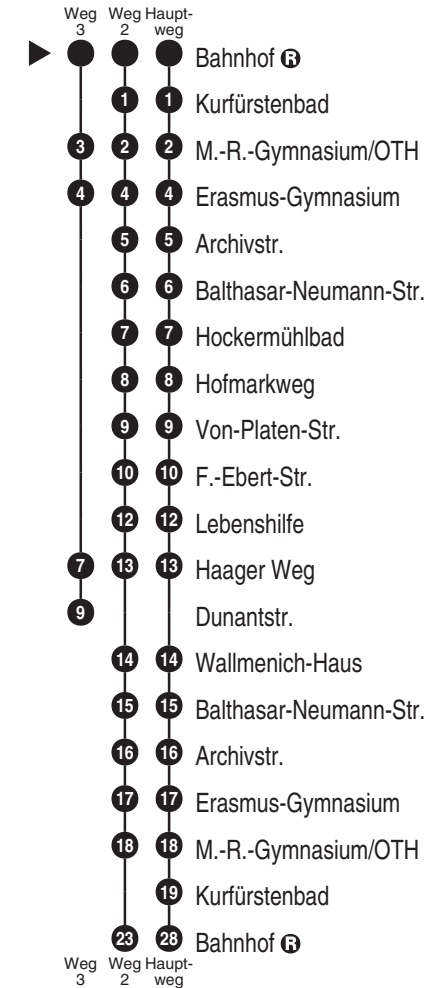 Weg Weg Haupt-
3 2 weg
Bahnhof R
1 1 Kurfürstenbad
3 2 2 M.-R.-Gymnasium/OTH
4 4 4 Erasmus-Gymnasium
5 5 Archivstr.
6 6 Balthasar-Neumann-Str.
7 7 Hockermühlbad
8 8 Hofmarkweg
9 9 Von-Platen-Str.
10 10 F.-Ebert-Str.
12 12 Lebenshilfe
7 13 13 Haager Weg
9 Dunantstr.
14 14 Wallmenich-Haus
15 15 Balthasar-Neumann-Str.
16 16 Archivstr.
17 17 Erasmus-Gymnasium
18 18 M.-R.-Gymnasium/OTH
19 Kurfürstenbad
23 28 Bahnhof R
Weg Weg Haupt-
3 2 weg